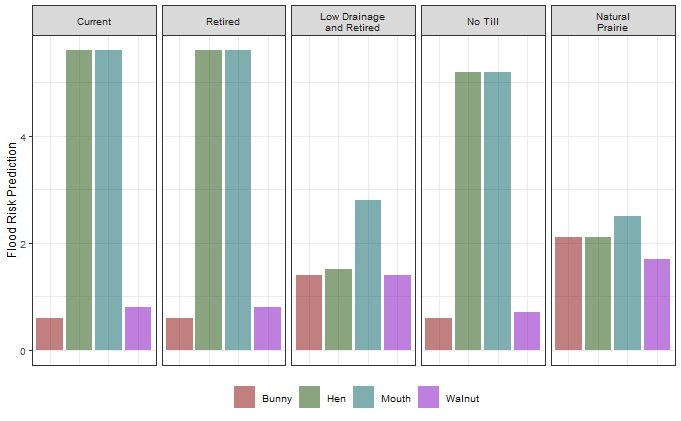 Current
Retired
Low Drainage
and Retired
No Till
Natural
Prairie
Flood Risk Prediction
4
2
0
Bunny
Hen
Mouth
Walnut